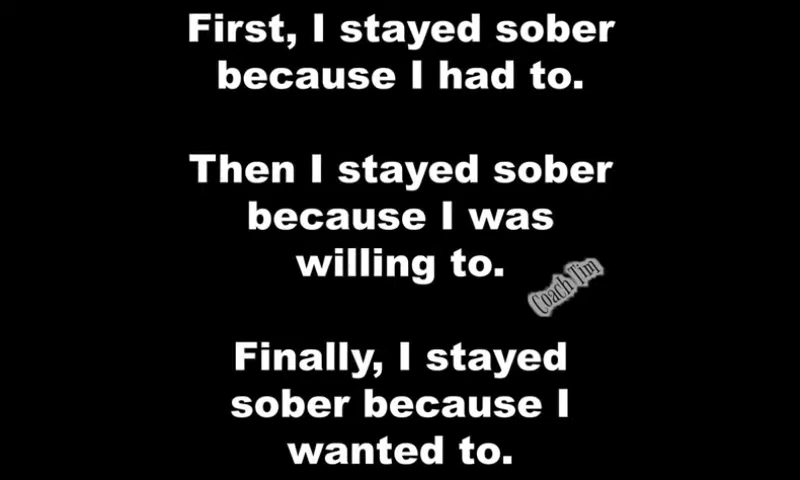 First, I stayed sober
because I had to.
Then I stayed sober
because I was
willing to.
Coach Tim
Finally, I stayed
sober because I
wanted to.